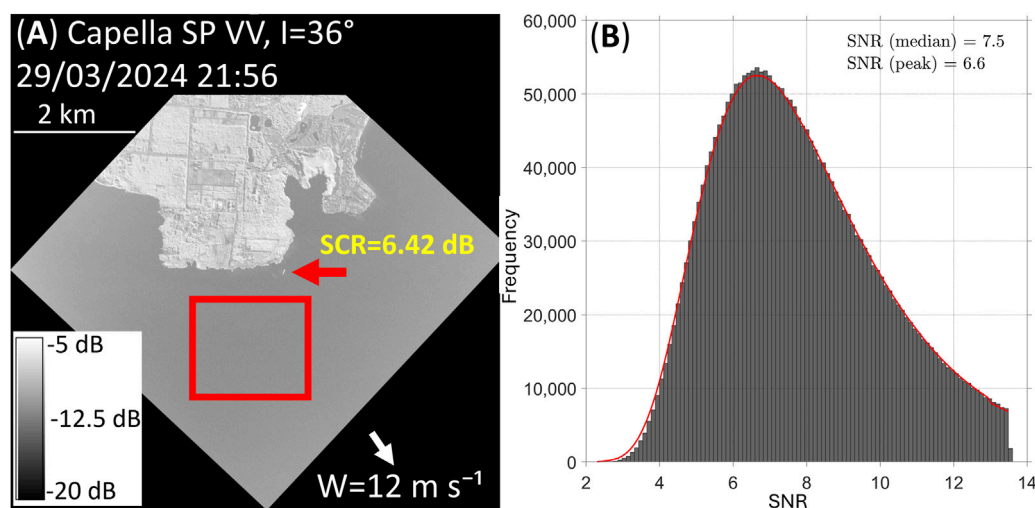 (A) Capella SP VV, I=36°
29/03/2024 21:56
2 km
SCR=6.42 dB
-5 dB
-12.5 dB
-20 dB
W=12 m s⁻¹
(B)
SNR (median) = 7.5
SNR (peak) = 6.6
60,000
50,000
40,000
30,000
20,000
10,000
0
Frequency
2 4 6 8 10 12 14
SNR